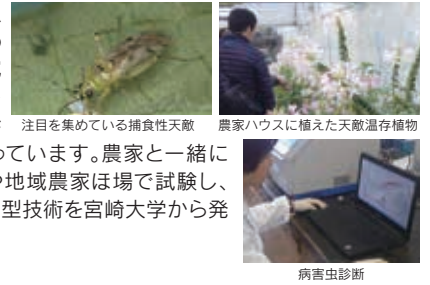 注目を集めている捕食性天敵
農家ハウスに植えた天敵温存植物
っています。農家と一緒に
や地域農家ほ場で試験し、
型技術を宮崎大学から発
病害虫診断